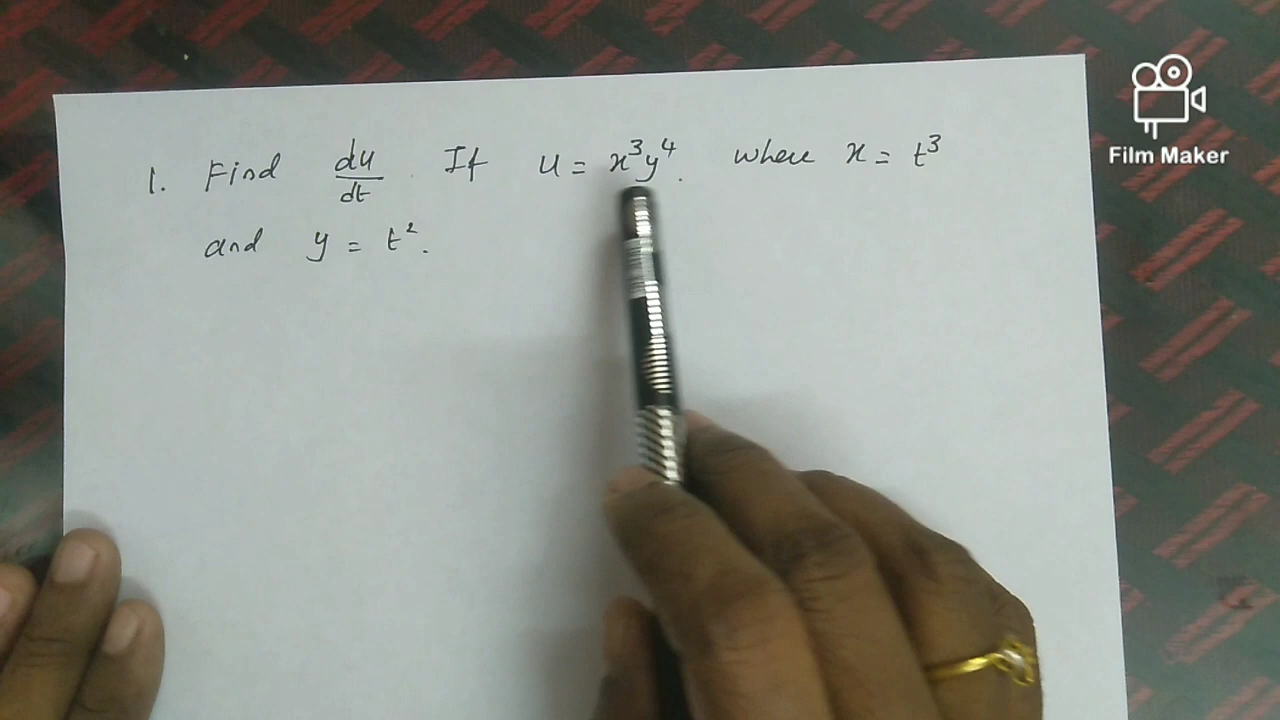 1. Find du/dt If u = x³y⁴. where x = t³
and y = t².
Film Maker